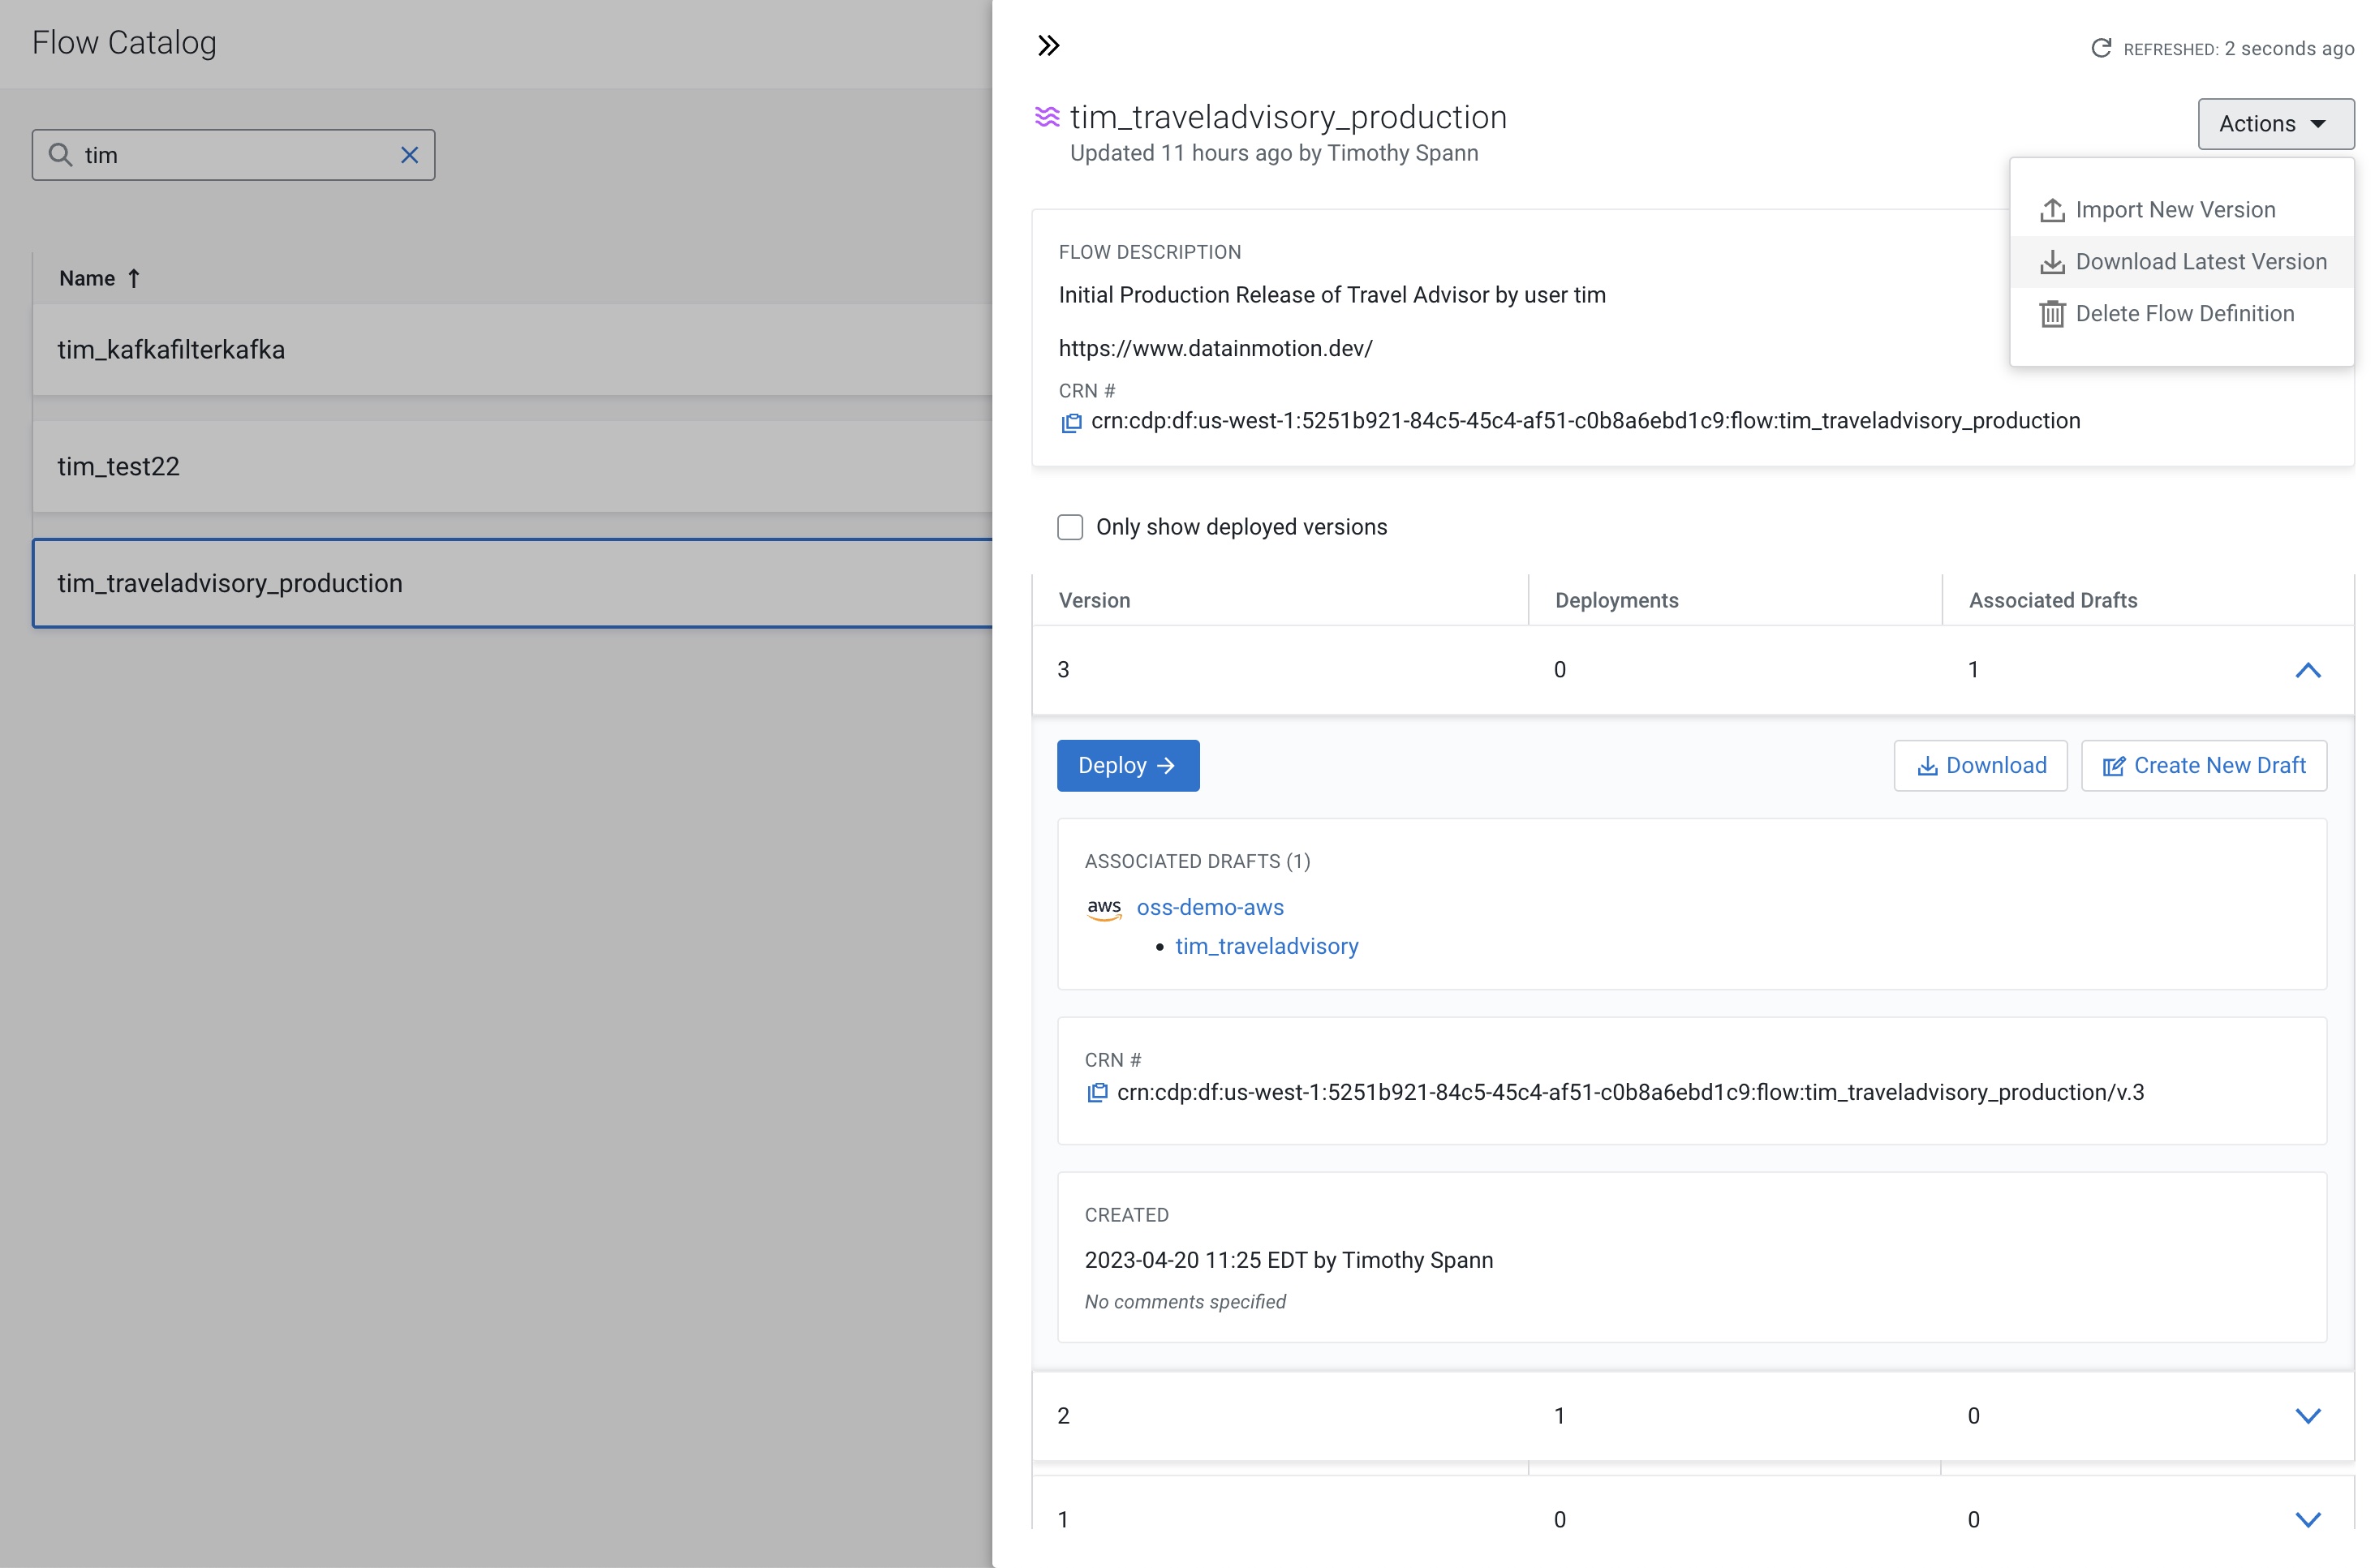 Flow Catalog
tim
Name
tim_kafkafilterkafka
tim_test22
tim_traveladvisory_production
REFRESHED: 2 seconds ago
tim_traveladvisory_production
Updated 11 hours ago by Timothy Spann
Actions
Import New Version
Download Latest Version
Delete Flow Definition
FLOW DESCRIPTION
Initial Production Release of Travel Advisor by user tim
https://www.datainmotion.dev/
CRN #
crn:cdp:df:us-west-1:5251b921-84c5-45c4-af51-c0b8a6ebd1c9:flow:tim_traveladvisory_production
Only show deployed versions
Version Deployments Associated Drafts
3 0 1
Deploy Download Create New Draft
ASSOCIATED DRAFTS (1)
aws oss-demo-aws
• tim_traveladvisory
CRN #
crn:cdp:df:us-west-1:5251b921-84c5-45c4-af51-c0b8a6ebd1c9:flow:tim_traveladvisory_production/v.3
CREATED
2023-04-20 11:25 EDT by Timothy Spann
No comments specified
2 1 0
1 0 0